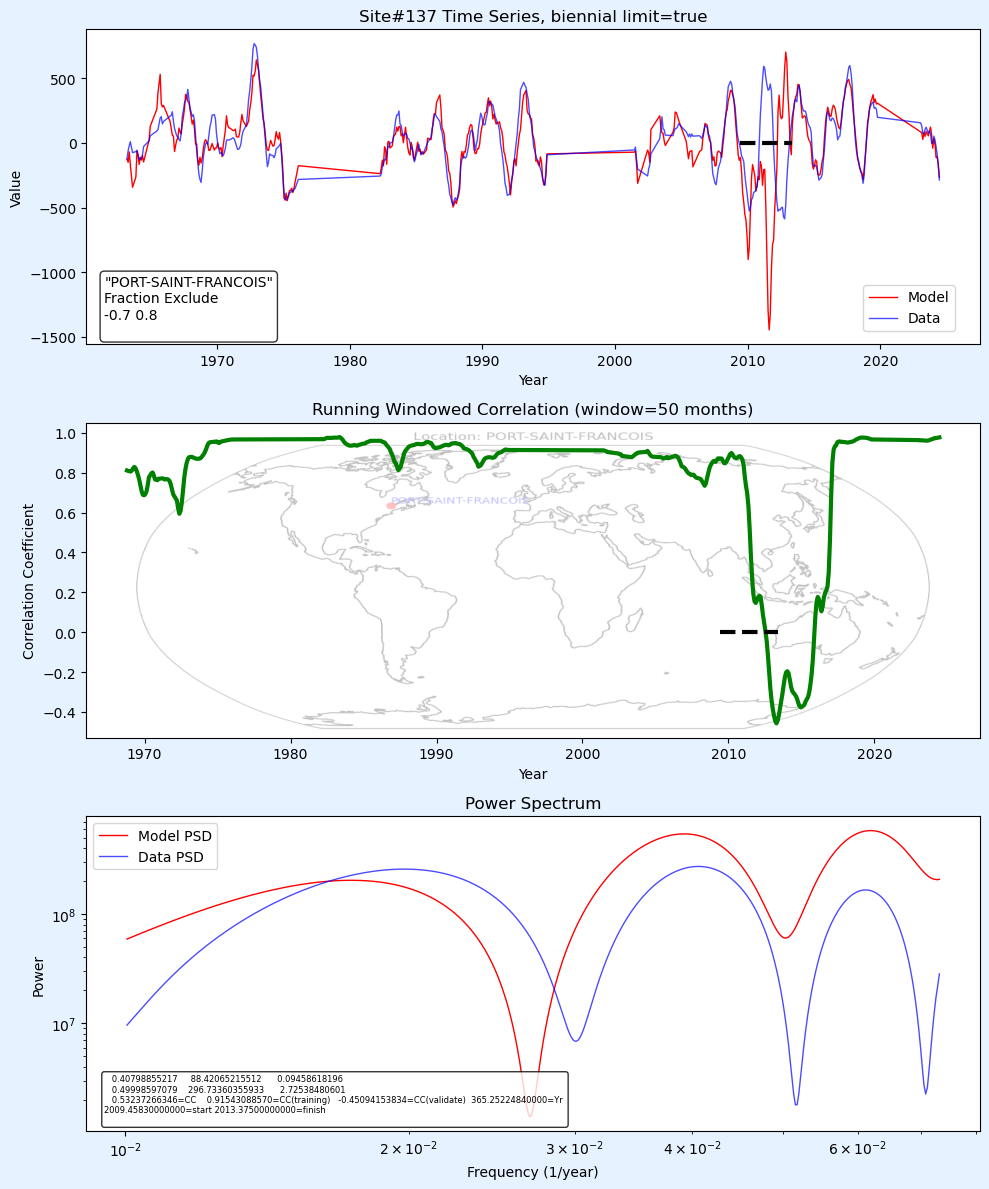 Site#137 Time Series, biennial limit=true
500
0
−500
−1000
−1500
Value
"PORT-SAINT-FRANCOIS"
Fraction Exclude
-0.7 0.8
Model
Data
1970
1980
1990
2000
2010
2020
Year
Running Windowed Correlation (window=50 months)
Location: PORT-SAINT-FRANCOIS
PORT-SAINT-FRANCOIS
1.0
0.8
0.6
0.4
0.2
0.0
−0.2
−0.4
Correlation Coefficient
1970
1980
1990
2000
2010
2020
Year
Power Spectrum
Model PSD
Data PSD
10⁸
10⁷
Power
0.40798855217 88.42065215512 0.09458618196
0.49998597079 296.73360355933 2.72538480601
0.53237266346=CC 0.91543088570=CC(training) -0.45094153834=CC(validate) 365.25224840000=Yr
2009.45830000000=start 2013.37500000000=finish
10⁻²
2 × 10⁻²
3 × 10⁻²
4 × 10⁻²
6 × 10⁻²
Frequency (1/year)